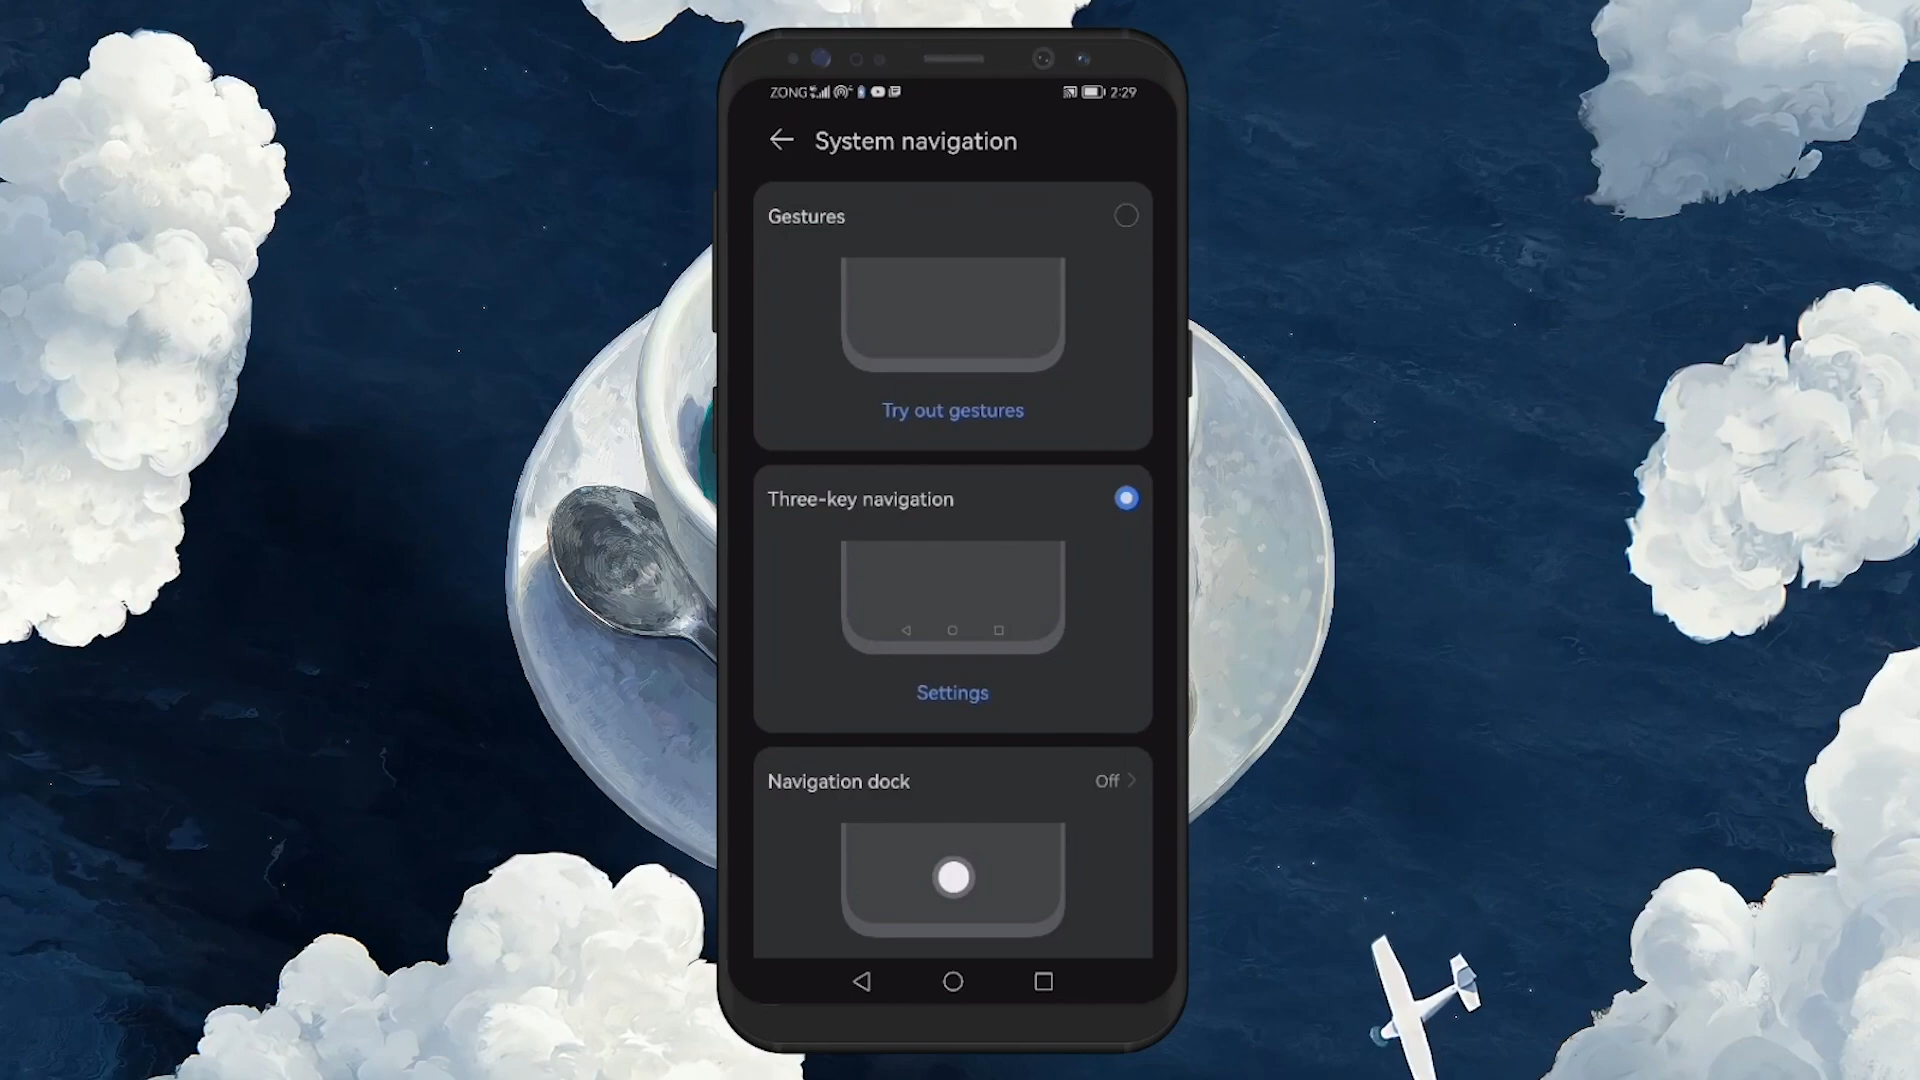 ZONG 2:29
System navigation
Gestures
Try out gestures
Three-key navigation
Settings
Navigation dock Off